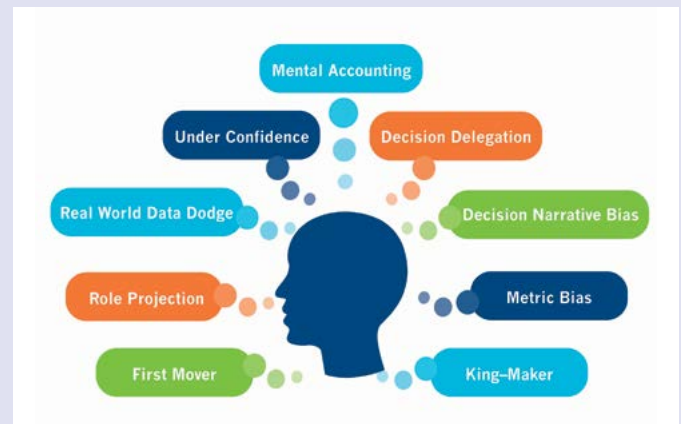 Mental Accounting
Under Confidence
Decision Delegation
Real World Data Dodge
Decision Narrative Bias
Role Projection
Metric Bias
First Mover
King–Maker